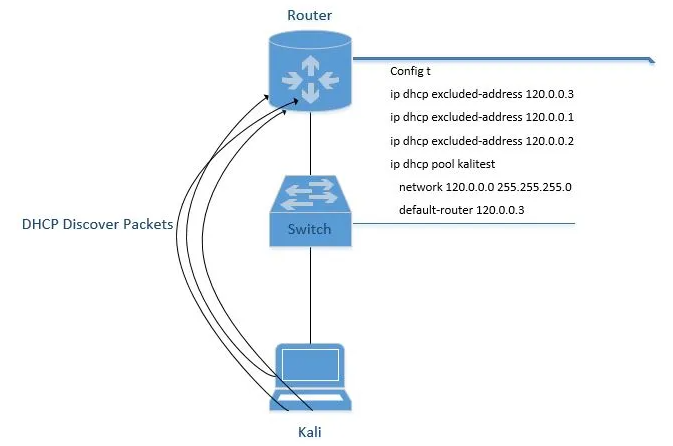 Router
Config t
ip dhcp excluded-address 120.0.0.3
ip dhcp excluded-address 120.0.0.1
ip dhcp excluded-address 120.0.0.2
ip dhcp pool kalitest
network 120.0.0.0 255.255.255.0
default-router 120.0.0.3
DHCP Discover Packets
Switch
Kali